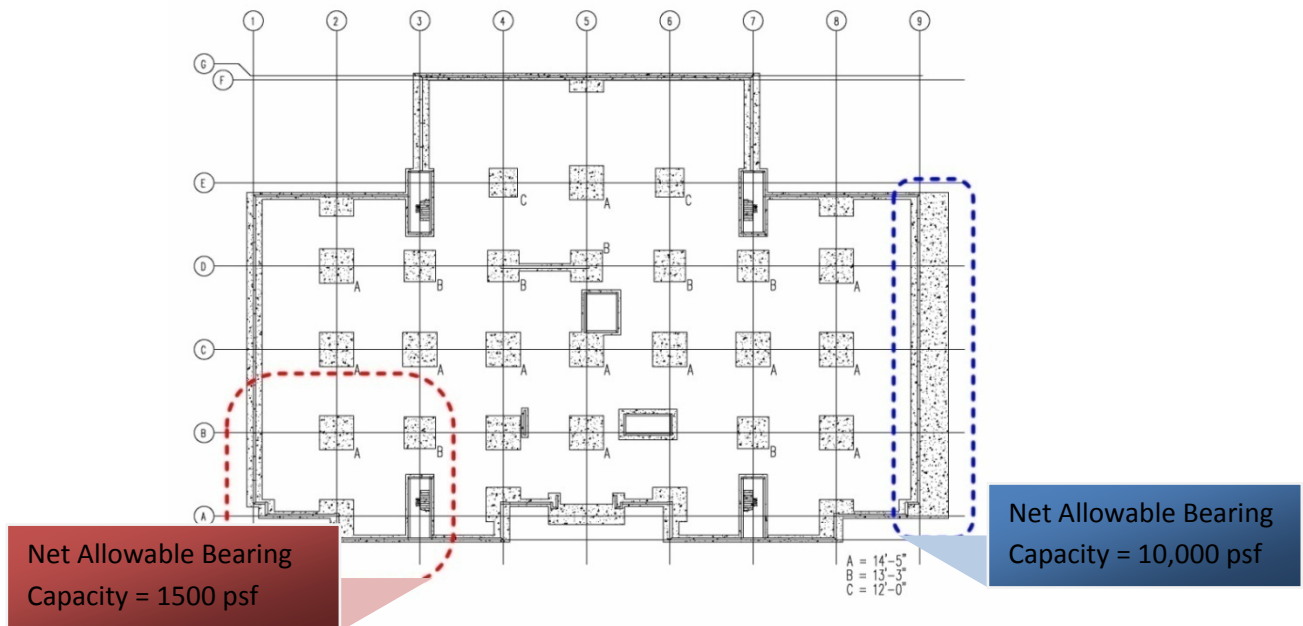 1 2 3 4 5 6 7 8 9
G
F
E
C A C
B
D
A B B B B A
C
A A A A A A A
B
A B A A B A
A
Net Allowable Bearing
Capacity = 1500 psf
A = 14'-5"
B = 13'-3"
C = 12'-0"
Net Allowable Bearing
Capacity = 10,000 psf